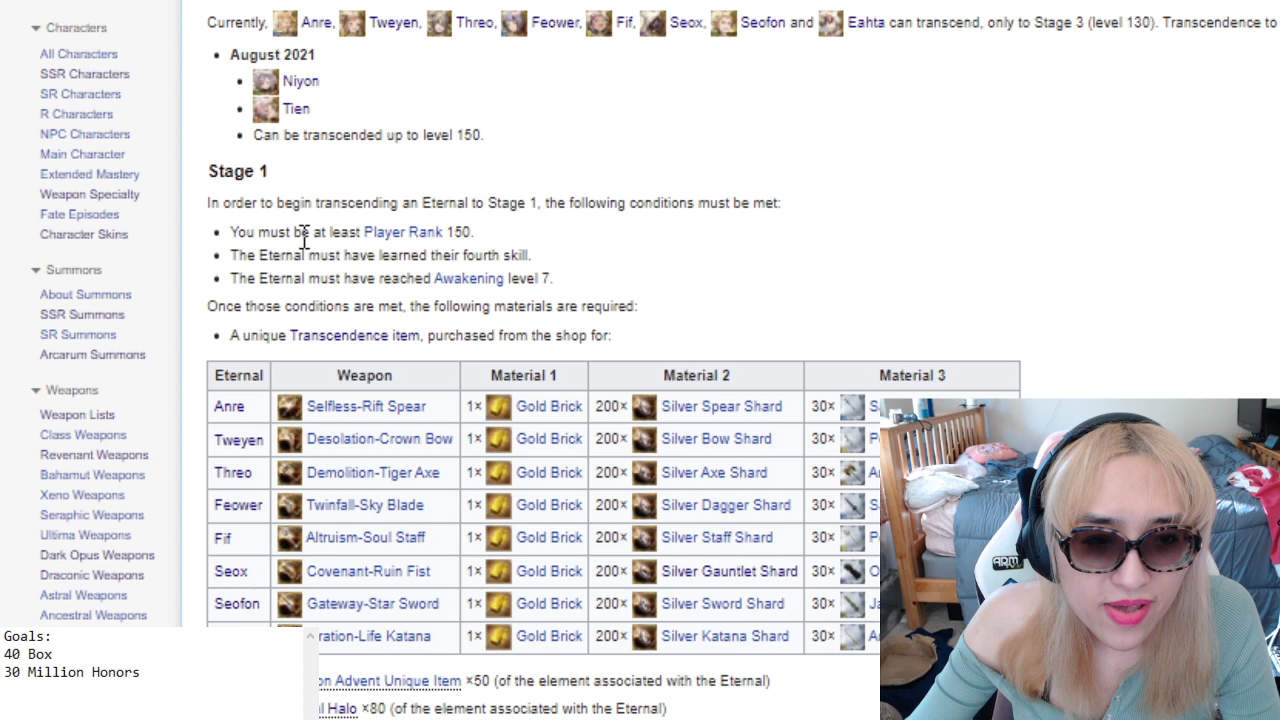 Characters
All Characters
SSR Characters
SR Characters
R Characters
NPC Characters
Main Character
Extended Mastery
Weapon Specialty
Fate Episodes
Character Skins
Summons
About Summons
SSR Summons
SR Summons
Arcarum Summons
Weapons
Weapon Lists
Class Weapons
Revenant Weapons
Bahamut Weapons
Xeno Weapons
Seraphic Weapons
Ultima Weapons
Dark Opus Weapons
Draconic Weapons
Astral Weapons
Ancestral Weapons
Goals:
40 Box
30 Million Honors
Currently, Anre, Tweyen, Threo, Feower, Fif, Seox, Seofon and Eahta can transcend, only to Stage 3 (level 130). Transcendence to
August 2021
Niyon
Tien
Can be transcended up to level 150.
Stage 1
In order to begin transcending an Eternal to Stage 1, the following conditions must be met:
You must be at least Player Rank 150.
The Eternal must have learned their fourth skill.
The Eternal must have reached Awakening level 7.
Once those conditions are met, the following materials are required:
A unique Transcendence item, purchased from the shop for:
Eternal Weapon Material 1 Material 2 Material 3
Anre Selfless-Rift Spear 1× Gold Brick 200× Silver Spear Shard 30×
Tweyen Desolation-Crown Bow 1× Gold Brick 200× Silver Bow Shard 30×
Threo Demolition-Tiger Axe 1× Gold Brick 200× Silver Axe Shard 30×
Feower Twinfall-Sky Blade 1× Gold Brick 200× Silver Dagger Shard 30×
Fif Altruism-Soul Staff 1× Gold Brick 200× Silver Staff Shard 30×
Seox Covenant-Ruin Fist 1× Gold Brick 200× Silver Gauntlet Shard 30×
Seofon Gateway-Star Sword 1× Gold Brick 200× Silver Sword Shard 30×
ration-Life Katana 1× Gold Brick 200× Silver Katana Shard 30×
on Advent Unique Item ×50 (of the element associated with the Eternal)
l Halo ×80 (of the element associated with the Eternal)